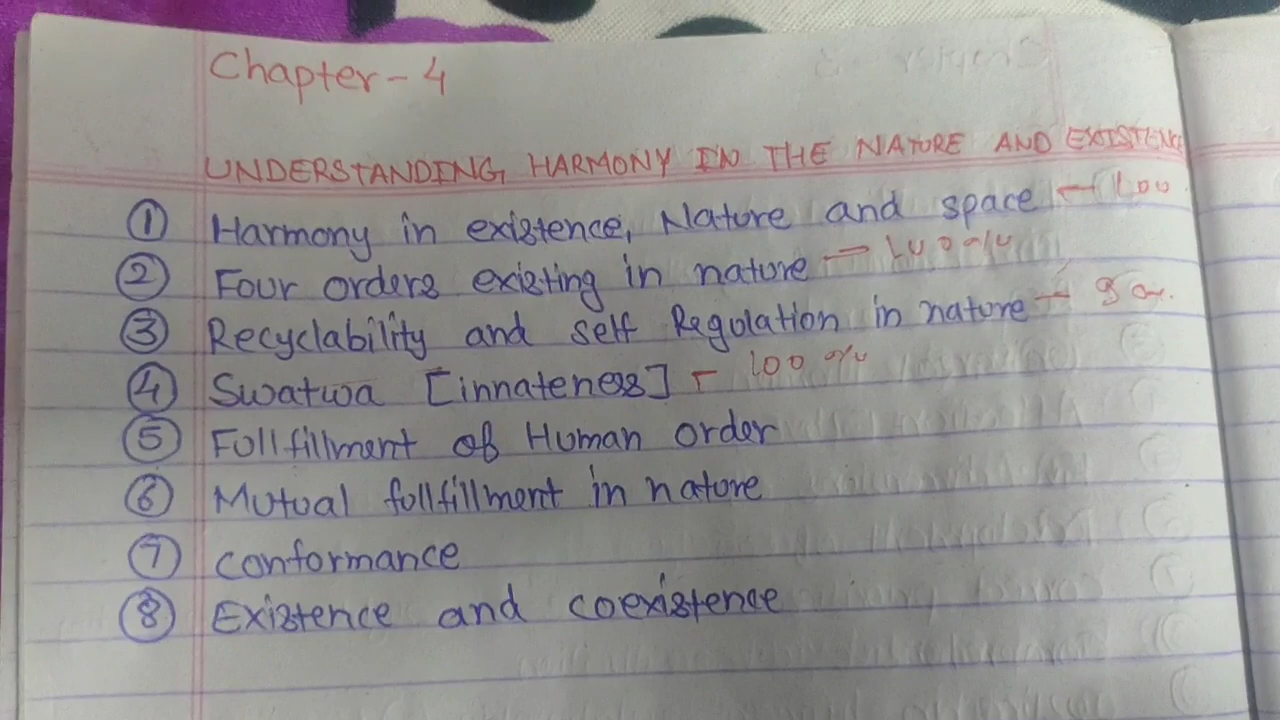 Chapter - 4
UNDERSTANDING HARMONY IN THE NATURE AND EXISTENCE
① Harmony in existence, Nature and space — 100
② Four orders existing in nature — 100%
③ Recyclability and self Regulation in nature —
④ Swatwa [innateness] - 100%
⑤ Fullfillment of Human order
⑥ Mutual fullfillment in nature
⑦ conformance
⑧ Existence and coexistence